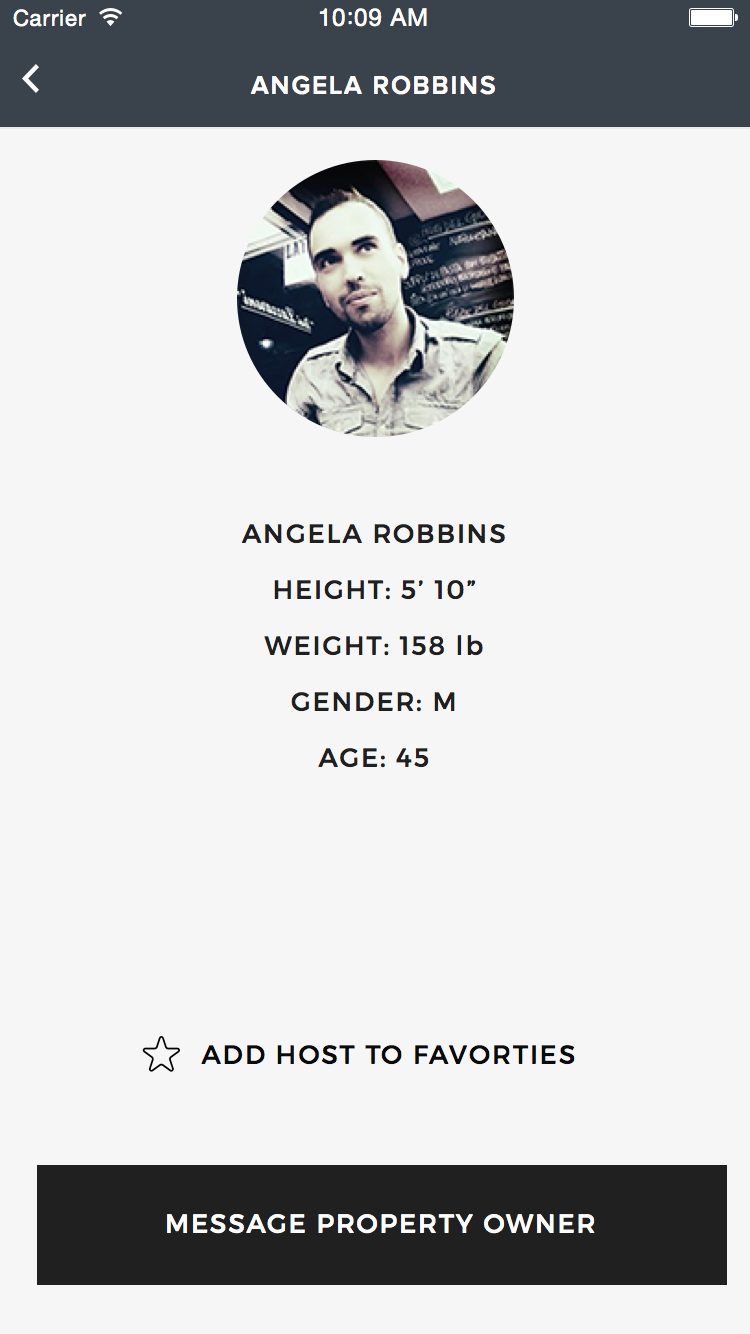 Carrier 10:09 AM
ANGELA ROBBINS
ANGELA ROBBINS
HEIGHT: 5’ 10”
WEIGHT: 158 lb
GENDER: M
AGE: 45
ADD HOST TO FAVORTIES
MESSAGE PROPERTY OWNER